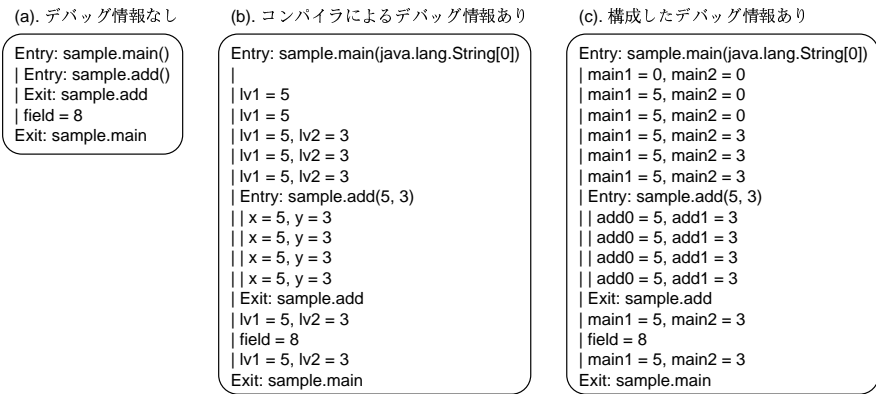 (a). デバッグ情報なし
Entry: sample.main()
| Entry: sample.add()
| Exit: sample.add
| field = 8
Exit: sample.main
(b). コンパイラによるデバッグ情報あり
Entry: sample.main(java.lang.String[0])
|
| lv1 = 5
| lv1 = 5
| lv1 = 5, lv2 = 3
| lv1 = 5, lv2 = 3
| lv1 = 5, lv2 = 3
| Entry: sample.add(5, 3)
| | x = 5, y = 3
| | x = 5, y = 3
| | x = 5, y = 3
| | x = 5, y = 3
| Exit: sample.add
| lv1 = 5, lv2 = 3
| field = 8
| lv1 = 5, lv2 = 3
Exit: sample.main
(c). 構成したデバッグ情報あり
Entry: sample.main(java.lang.String[0])
| main1 = 0, main2 = 0
| main1 = 5, main2 = 0
| main1 = 5, main2 = 0
| main1 = 5, main2 = 3
| main1 = 5, main2 = 3
| main1 = 5, main2 = 3
| Entry: sample.add(5, 3)
| | add0 = 5, add1 = 3
| | add0 = 5, add1 = 3
| | add0 = 5, add1 = 3
| | add0 = 5, add1 = 3
| Exit: sample.add
| main1 = 5, main2 = 3
| field = 8
| main1 = 5, main2 = 3
Exit: sample.main